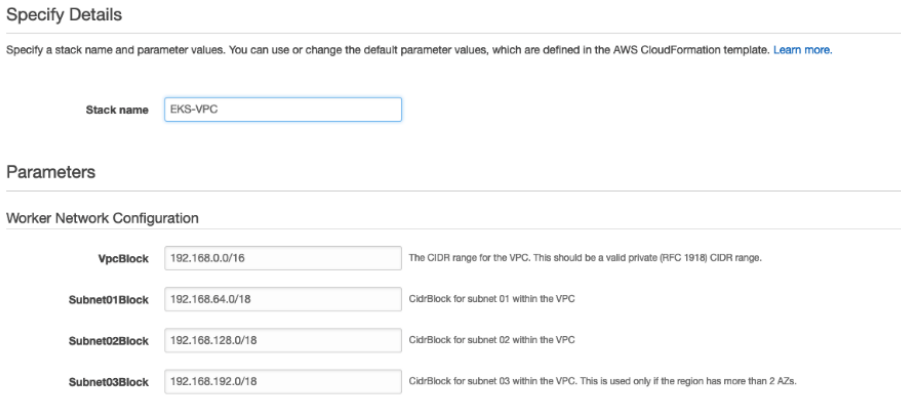 Specify Details
Specify a stack name and parameter values. You can use or change the default parameter values, which are defined in the AWS CloudFormation template. Learn more.
Stack name EKS-VPC
Parameters
Worker Network Configuration
VpcBlock 192.168.0.0/16 The CIDR range for the VPC. This should be a valid private (RFC 1918) CIDR range.
Subnet01Block 192.168.64.0/18 CidrBlock for subnet 01 within the VPC
Subnet02Block 192.168.128.0/18 CidrBlock for subnet 02 within the VPC
Subnet03Block 192.168.192.0/18 CidrBlock for subnet 03 within the VPC. This is used only if the region has more than 2 AZs.